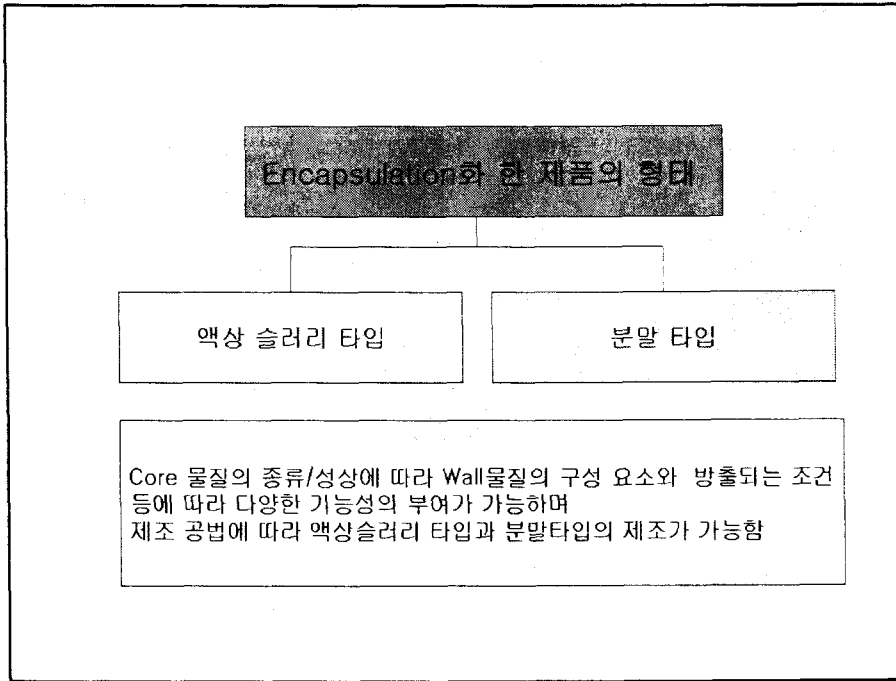 Encapsulation화 한 제품의 형태
액상 슬러리 타입
분말 타입
Core 물질의 종류/성상에 따라 Wall물질의 구성 요소와 방출되는 조건
등에 따라 다양한 기능성의 부여가 가능하며
제조 공법에 따라 액상슬러리 타입과 분말타입의 제조가 가능함